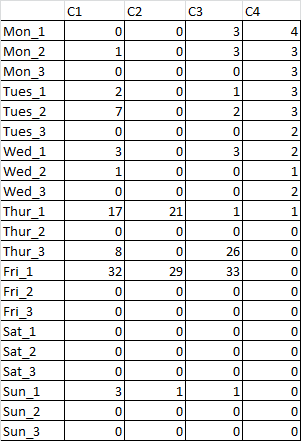 C1 C2 C3 C4
Mon_1 0 0 3 4
Mon_2 1 0 3 3
Mon_3 0 0 0 3
Tues_1 2 0 1 3
Tues_2 7 0 2 3
Tues_3 0 0 0 2
Wed_1 3 0 3 2
Wed_2 1 0 0 1
Wed_3 0 0 0 2
Thur_1 17 21 1 1
Thur_2 0 0 0 0
Thur_3 8 0 26 0
Fri_1 32 29 33 0
Fri_2 0 0 0 0
Fri_3 0 0 0 0
Sat_1 0 0 0 0
Sat_2 0 0 0 0
Sat_3 0 0 0 0
Sun_1 3 1 1 0
Sun_2 0 0 0 0
Sun_3 0 0 0 0